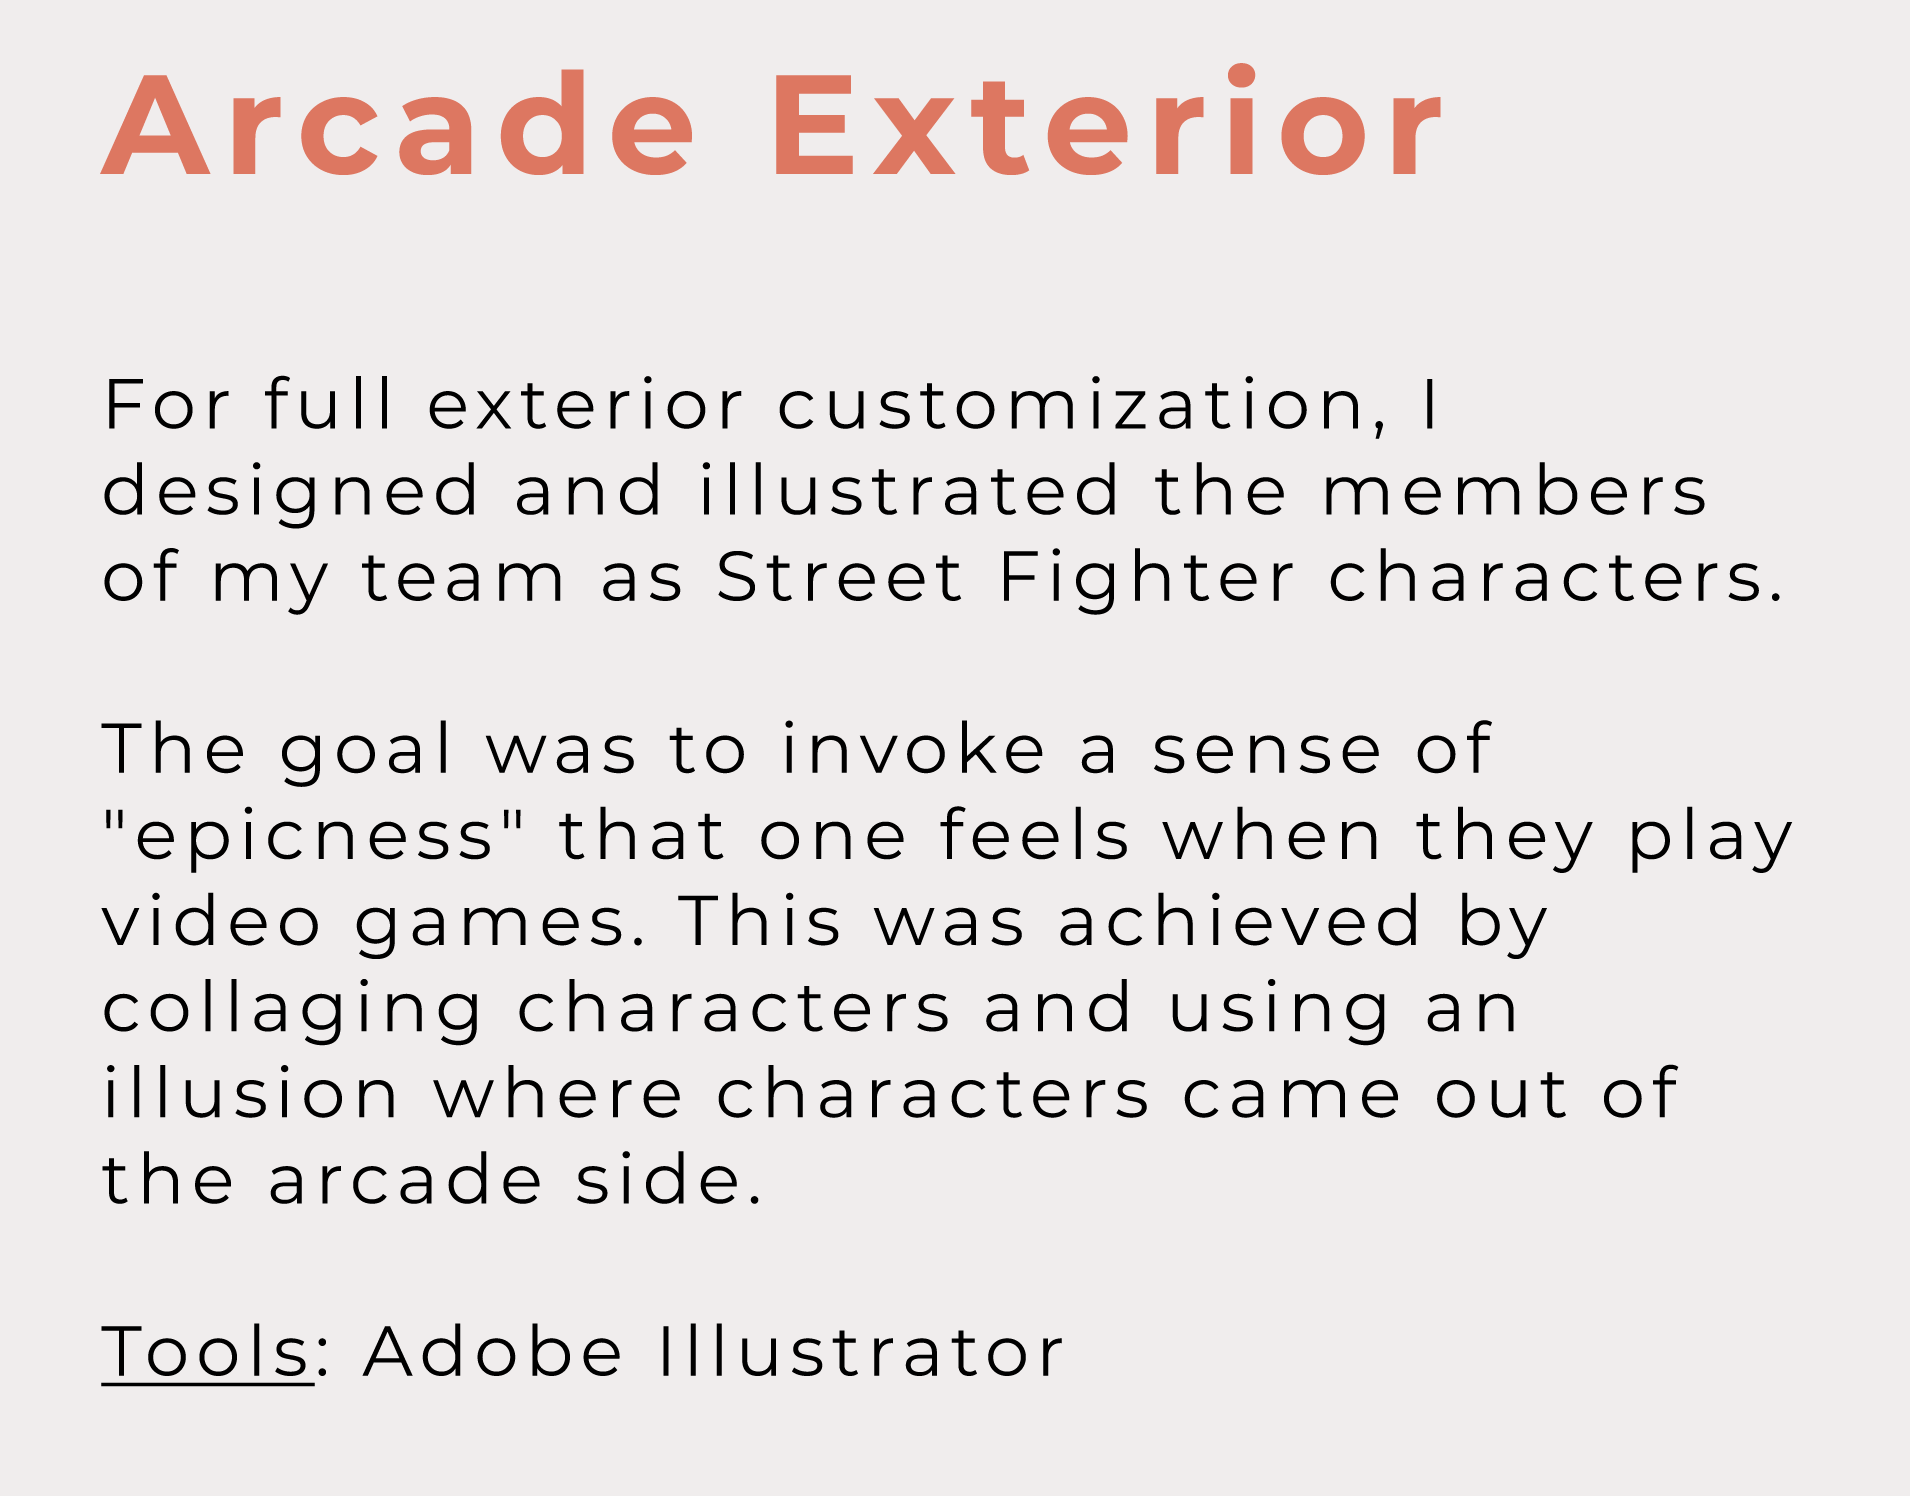 Arcade Exterior
For full exterior customization, I
designed and illustrated the members
of my team as Street Fighter characters.
The goal was to invoke a sense of
"epicness" that one feels when they play
video games. This was achieved by
collaging characters and using an
illusion where characters came out of
the arcade side.
Tools: Adobe Illustrator